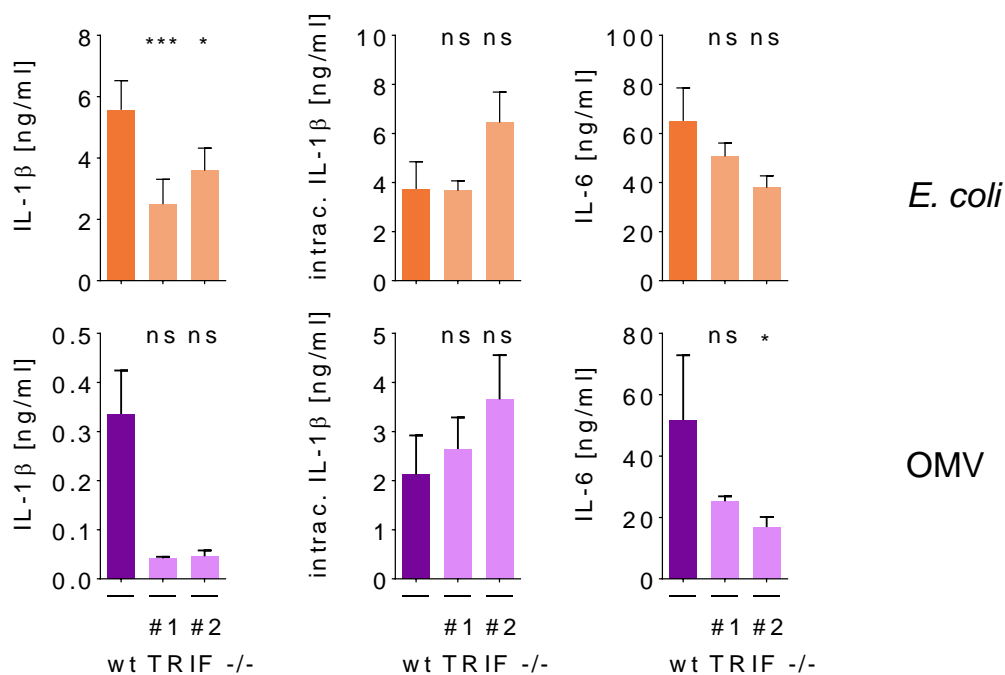 IL-1β [ng/ml]
8
6
4
2
0
*** *
intrac. IL-1β [ng/ml]
10
8
6
4
2
0
ns ns
IL-6 [ng/ml]
100
80
60
40
20
0
ns ns
E. coli
IL-1β [ng/ml]
0.5
0.4
0.3
0.2
0.1
0.0
ns ns
intrac. IL-1β [ng/ml]
5
4
3
2
1
0
ns ns
IL-6 [ng/ml]
80
60
40
20
0
ns *
OMV
#1 #2
wt TRIF -/-
#1 #2
wt TRIF -/-
#1 #2
wt TRIF -/-